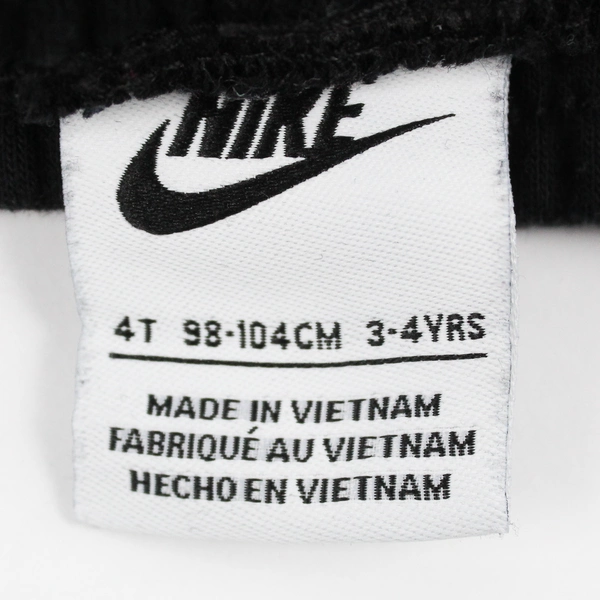 NIKE
4T 98-104CM 3-4YRS
MADE IN VIETNAM
FABRIQUÉ AU VIETNAM
HECHO EN VIETNAM